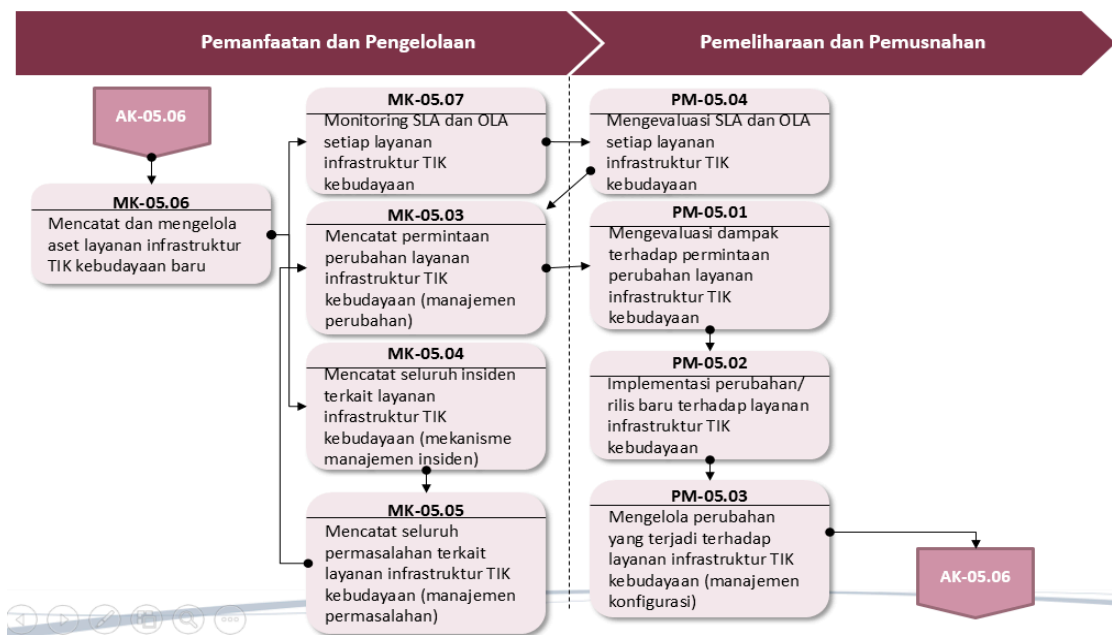 Pemanfaatan dan Pengelolaan
Pemeliharaan dan Pemusnahan
AK-05.06
MK-05.06
Mencatat dan mengelola
aset layanan infrastruktur
TIK kebudayaan baru
MK-05.07
Monitoring SLA dan OLA
setiap layanan
infrastruktur TIK
kebudayaan
MK-05.03
Mencatat permintaan
perubahan layanan
infrastruktur TIK
kebudayaan (manajemen
perubahan)
MK-05.04
Mencatat seluruh insiden
terkait layanan
infrastruktur TIK
kebudayaan (mekanisme
manajemen insiden)
MK-05.05
Mencatat seluruh
permasalahan terkait
layanan infrastruktur TIK
kebudayaan (manajemen
permasalahan)
PM-05.04
Mengevaluasi SLA dan OLA
setiap layanan
infrastruktur TIK
kebudayaan
PM-05.01
Mengevaluasi dampak
terhadap permintaan
perubahan layanan
infrastruktur TIK
kebudayaan
PM-05.02
Implementasi perubahan/
rilis baru terhadap layanan
infrastruktur TIK
kebudayaan
PM-05.03
Mengelola perubahan
yang terjadi terhadap
layanan infrastruktur TIK
kebudayaan (manajemen
konfigurasi)
AK-05.06